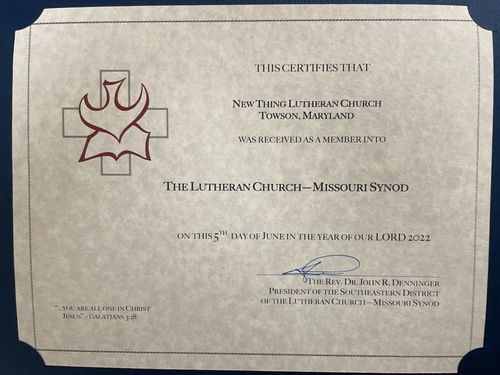 THIS CERTIFIES THAT
NEW THING LUTHERAN CHURCH
TOWSON, MARYLAND
WAS RECEIVED AS A MEMBER INTO
THE LUTHERAN CHURCH—MISSOURI SYNOD
ON THIS 5TH DAY OF JUNE IN THE YEAR OF OUR LORD 2022
THE REV. DR. JOHN R. DENNINGER
PRESIDENT OF THE SOUTHEASTERN DISTRICT
OF THE LUTHERAN CHURCH—MISSOURI SYNOD
"...YOU ARE ALL ONE IN CHRIST
JESUS" - GALATIANS 3:28